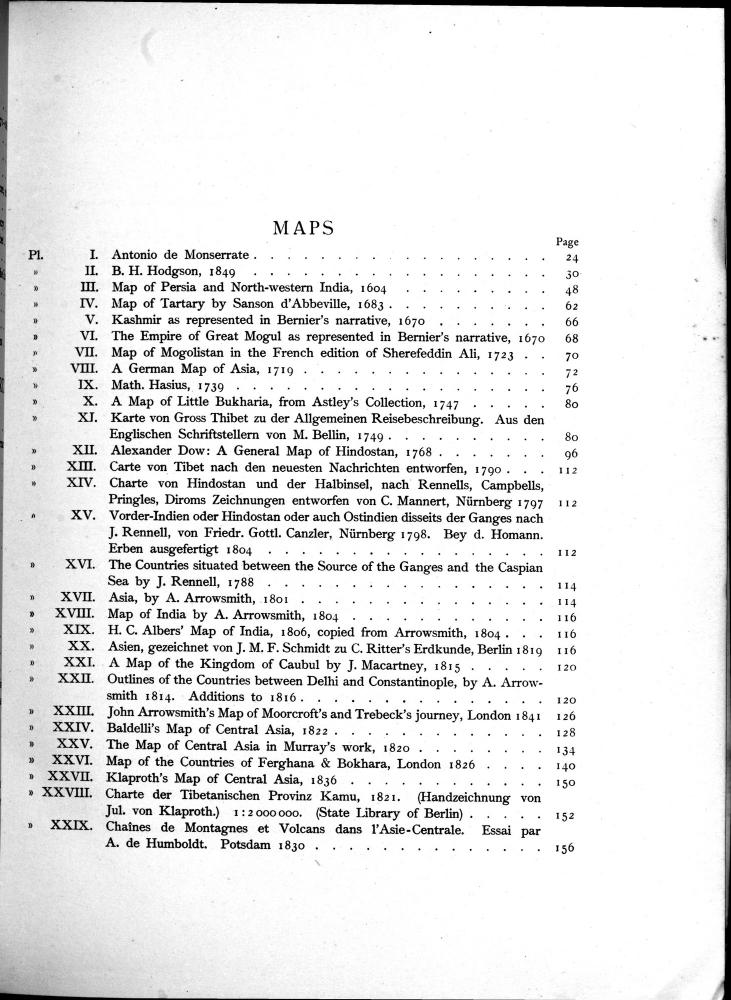 MAPS
Page
Pl. I. Antonio de Monserrate . . . . . . . . . . . . . . . 24
» II. B. H. Hodgson, 1849 . . . . . . . . . . . . . . . 30
» III. Map of Persia and North-western India, 1604 . . . . . . . . 48
» IV. Map of Tartary by Sanson d'Abbeville, 1683 . . . . . . . . . 62
» V. Kashmir as represented in Bernier's narrative, 1670 . . . . . . . 66
» VI. The Empire of Great Mogul as represented in Bernier's narrative, 1670 68
» VII. Map of Mogolistan in the French edition of Sherefeddin Ali, 1723 . . 70
» VIII. A German Map of Asia, 1719 . . . . . . . . . . . . . 72
» IX. Math. Hasius, 1739 . . . . . . . . . . . . . . . . 76
» X. A Map of Little Bukharia, from Astley's Collection, 1747 . . . . . 80
» XI. Karte von Gross Thibet zu der Allgemeinen Reisebeschreibung. Aus den
Englischen Schriftstellern von M. Bellin, 1749 . . . . . . . . . 80
» XII. Alexander Dow: A General Map of Hindostan, 1768 . . . . . . . 96
» XIII. Carte von Tibet nach den neuesten Nachrichten entworfen, 1790 . . . 112
» XIV. Charte von Hindostan und der Halbinsel, nach Rennells, Campbells,
Pringles, Diroms Zeichnungen entworfen von C. Mannert, Nürnberg 1797 112
» XV. Vorder-Indien oder Hindostan oder auch Ostindien disseits der Ganges nach
J. Rennell, von Friedr. Gottl. Canzler, Nürnberg 1798. Bey d. Homann.
Erben ausgefertigt 1804 . . . . . . . . . . . . . . . 112
» XVI. The Countries situated between the Source of the Ganges and the Caspian
Sea by J. Rennell, 1788 . . . . . . . . . . . . . . . 114
» XVII. Asia, by A. Arrowsmith, 1801 . . . . . . . . . . . . . 114
» XVIII. Map of India by A. Arrowsmith, 1804 . . . . . . . . . . . 116
» XIX. H. C. Albers' Map of India, 1806, copied from Arrowsmith, 1804 . . . 116
» XX. Asien, gezeichnet von J. M. F. Schmidt zu C. Ritter's Erdkunde, Berlin 1819 116
» XXI. A Map of the Kingdom of Caubul by J. Macartney, 1815 . . . . . 120
» XXII. Outlines of the Countries between Delhi and Constantinople, by A. Arrow-
smith 1814. Additions to 1816 . . . . . . . . . . . . . 120
» XXIII. John Arrowsmith's Map of Moorcroft's and Trebeck's journey, London 1841 126
» XXIV. Baldelli's Map of Central Asia, 1822 . . . . . . . . . . . 128
» XXV. The Map of Central Asia in Murray's work, 1820 . . . . . . . 134
» XXVI. Map of the Countries of Ferghana & Bokhara, London 1826 . . . . 140
» XXVII. Klaproth's Map of Central Asia, 1836 . . . . . . . . . . . 150
» XXVIII. Charte der Tibetanischen Provinz Kamu, 1821. (Handzeichnung von
Jul. von Klaproth.) 1:2 000 000. (State Library of Berlin) . . . . . 152
» XXIX. Chaînes de Montagnes et Volcans dans l'Asie-Centrale. Essai par
A. de Humboldt. Potsdam 1830 . . . . . . . . . . . . . 156